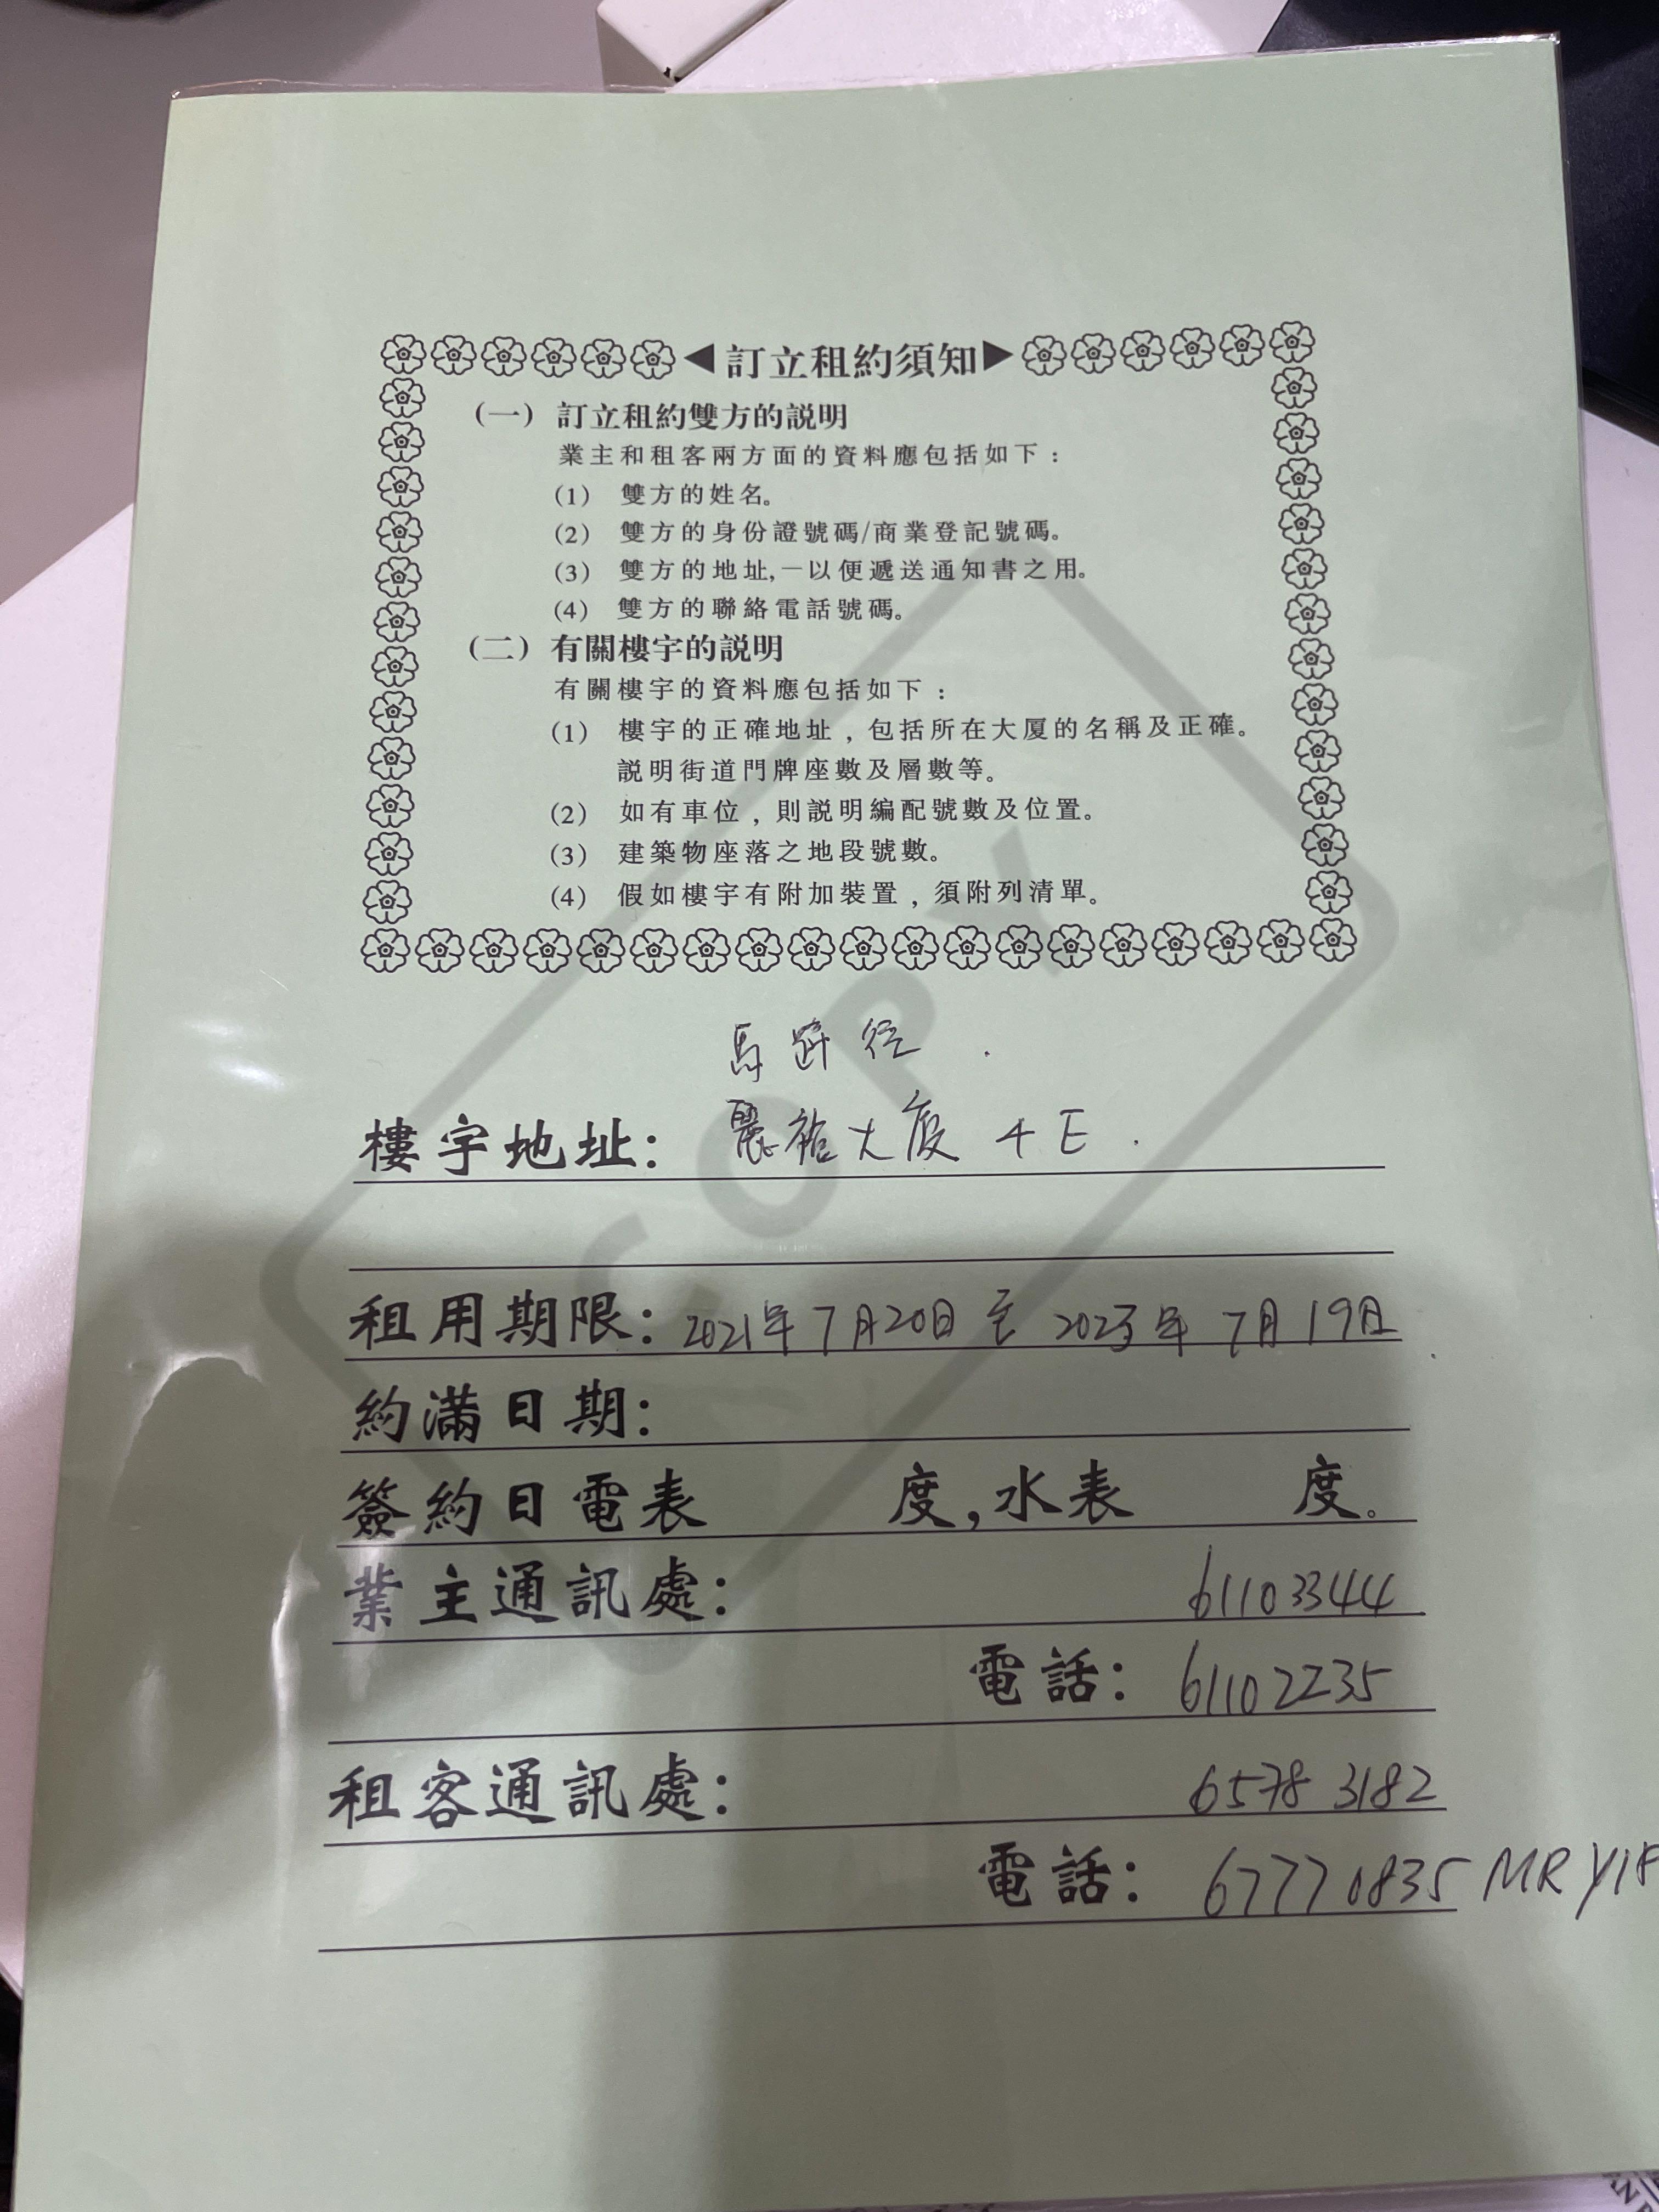 ◀訂立租約須知▶
(一) 訂立租約雙方的説明
業主和租客兩方面的資料應包括如下：
(1) 雙方的姓名。
(2) 雙方的身份證號碼/商業登記號碼。
(3) 雙方的地址,一以便遞送通知書之用。
(4) 雙方的聯絡電話號碼。
(二) 有關樓宇的説明
有關樓宇的資料應包括如下：
(1) 樓宇的正確地址，包括所在大厦的名稱及正確。
説明街道門牌座數及層數等。
(2) 如有車位，則説明編配號數及位置。
(3) 建築物座落之地段號數。
(4) 假如樓宇有附加裝置，須附列清單。
COPY
馬 徑
樓宇地址: 麗裕大廈 4E
租用期限: 2021年7月20日 至 2023年7月19日
約滿日期:
簽約日電表 度,水表 度。
業主通訊處: 61103344
電話: 61102235
租客通訊處: 6578 3182
電話: 67770835 MR YIP